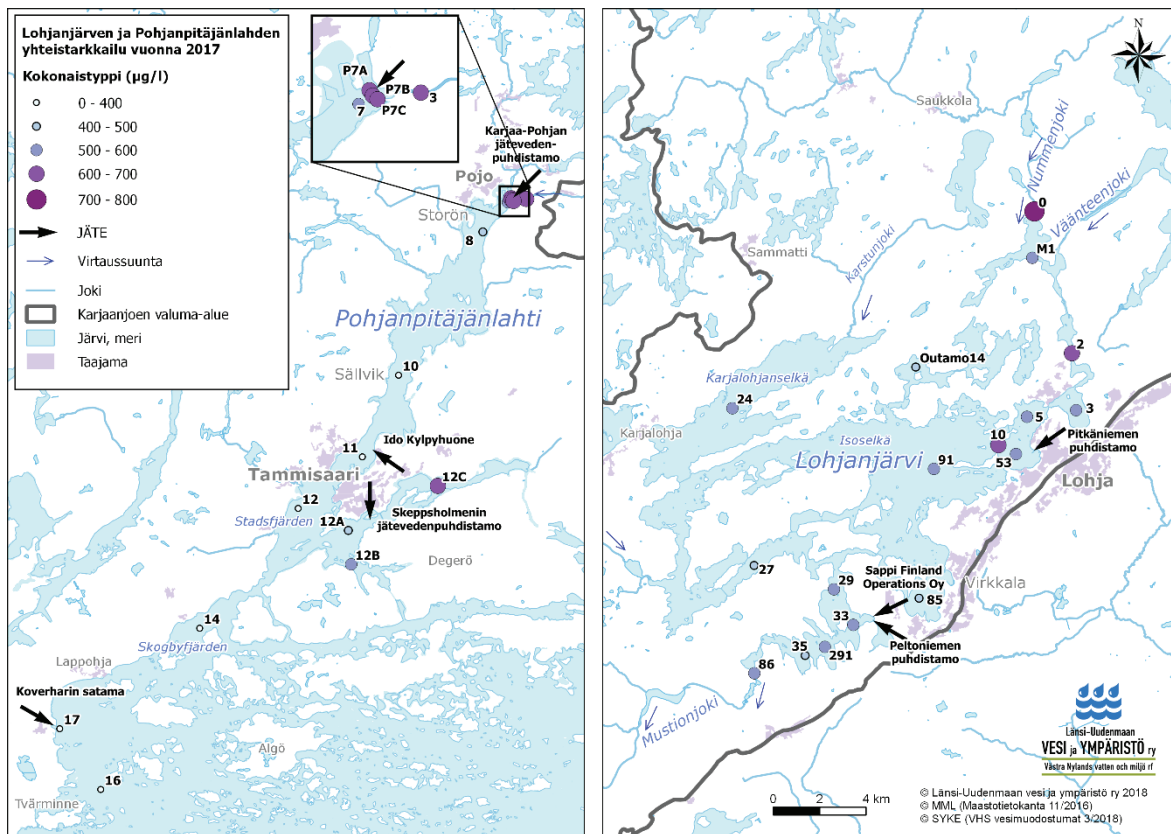 Lohjanjärven ja Pohjanpitäjänlahden
yhteistarkkailu vuonna 2017
Kokonaistyppi (µg/l)
0 - 400
400 - 500
500 - 600
600 - 700
700 - 800
JÄTE
Virtaussuunta
Joki
Karjaanjoen valuma-alue
Järvi, meri
Taajama
P7A
P7B
3
7
P7C
Karjaa-Pohjan
jäteveden-
puhdistamo
Pojo
Storön
8
Pohjanpitäjänlahti
Sällvik
10
Ido Kylpyhuone
11
Tammisaari
12C
12
Skeppsholmenin
jätevedenpuhdistamo
Stadsfjärden
12A
12B
Degerö
14
Skogbyfjärden
Lappohja
Koverharin satama
17
Algö
16
Tvärminne
N
Saukkola
Nummenjoki
0
Väänteenjoki
M1
Sammatti
Karstunjoki
2
Outamo14
Karjalohjanselkä
24
3
5
Karjalohja
10
Pitkäniemen
puhdistamo
Isoselkä
53
Lohjanjärvi
91
Lohja
27
29
Sappi Finland
Operations Oy
85
Virkkala
33
35
291
Peltoniemen
puhdistamo
86
Mustionjoki
Länsi-Uudenmaan
VESI ja YMPÄRISTÖ ry
Västra Nylands vatten och miljö rf
0 2 4 km
© Länsi-Uudenmaan vesi ja ympäristö ry 2018
© MML (Maastotietokanta 11/2016)
© SYKE (VHS vesimuodostumat 3/2018)